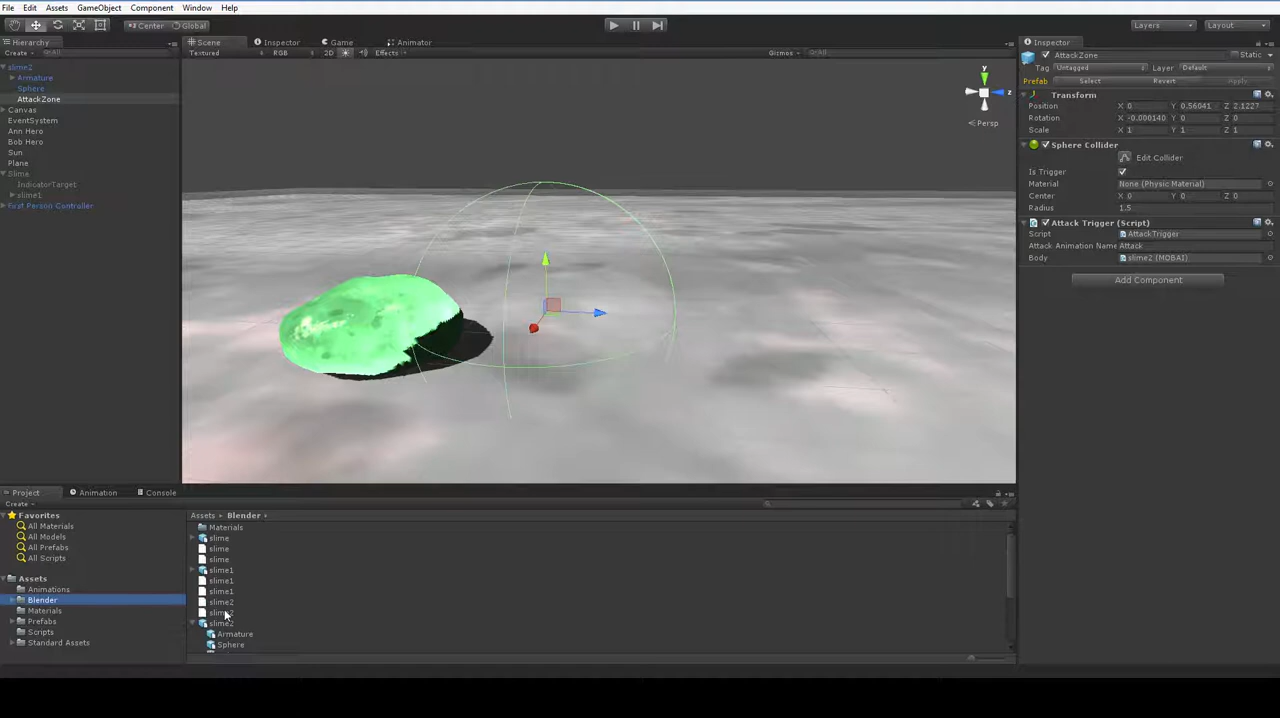 File Edit Assets GameObject Component Window Help
Center Global Layers Layout
Hierarchy
Create All
slime2
Armature
Sphere
AttackZone
Canvas
EventSystem
Ann Hero
Bob Hero
Sun
Plane
Slime
IndicatorTarget
slime1
First Person Controller
Scene Inspector Game Animator
Textured RGB 2D Effects Gizmos All
y
z
Persp
Inspector
AttackZone Static
Tag Untagged Layer Default
Prefab Select Revert Apply
Transform
Position X 0 Y 0.56041 Z 2.1227
Rotation X -0.000140 Y 0 Z 0
Scale X 1 Y 1 Z 1
Sphere Collider
Edit Collider
Is Trigger
Material None (Physic Material)
Center X 0 Y 0 Z 0
Radius 1.5
Attack Trigger (Script)
Script AttackTrigger
Attack Animation Name Attack
Body slime2 (MOBAI)
Add Component
Project Animation Console
Create
Favorites
All Materials
All Models
All Prefabs
All Scripts
Assets
Animations
Blender
Materials
Prefabs
Scripts
Standard Assets
Assets Blender
Materials
slime
slime
slime
slime1
slime1
slime1
slime2
slime2
slime2
Armature
Sphere